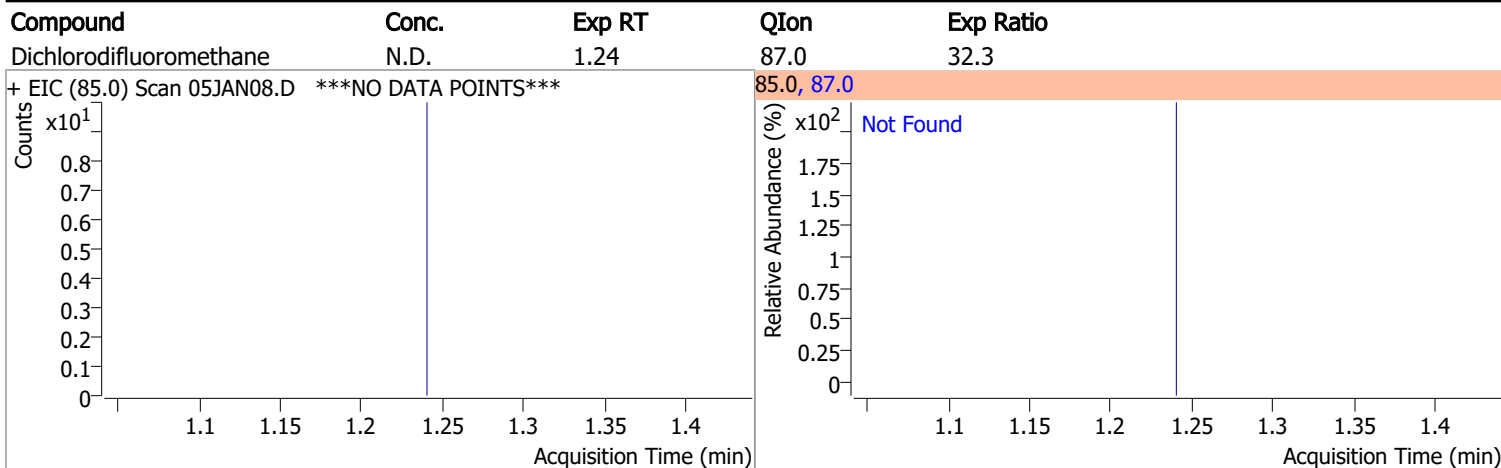 Compound Conc. Exp RT QIon Exp Ratio
Dichlorodifluoromethane N.D. 1.24 87.0 32.3
+ EIC (85.0) Scan 05JAN08.D ***NO DATA POINTS***
Counts
x10¹
0.8
0.7
0.6
0.5
0.4
0.3
0.2
0.1
0
1.1 1.15 1.2 1.25 1.3 1.35 1.4
Acquisition Time (min)
85.0, 87.0
Relative Abundance (%)
x10²
Not Found
1.75
1.5
1.25
1
0.75
0.5
0.25
0
1.1 1.15 1.2 1.25 1.3 1.35 1.4
Acquisition Time (min)